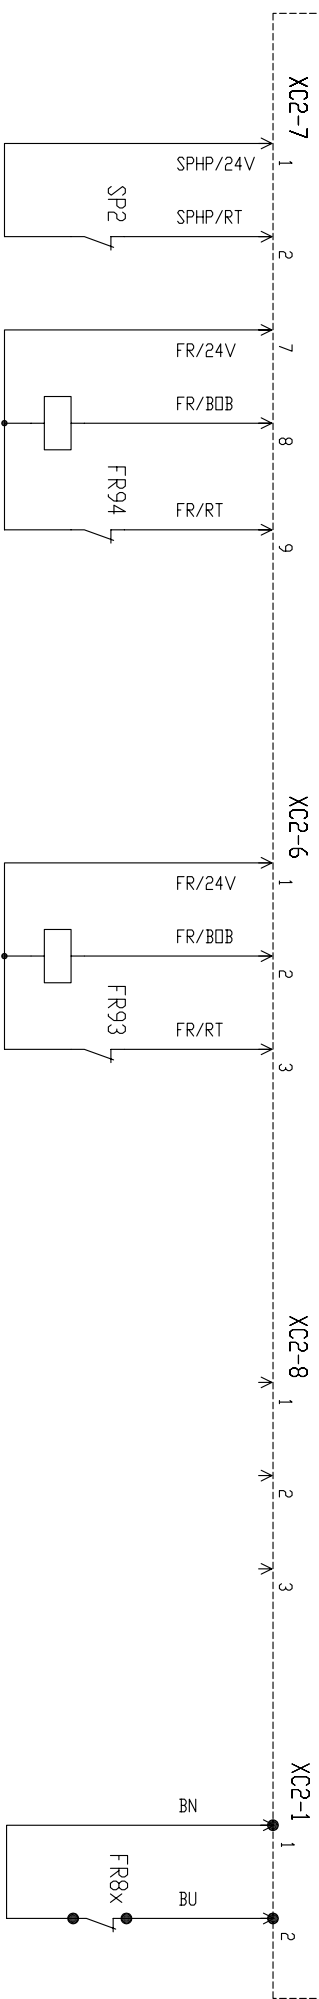 XC2-7
1
SPHP/24V
SP2
SPHP/RT
2
7
FR/24V
FR/BOB
8
FR94
FR/RT
9
XC2-6
1
FR/24V
FR/BOB
2
FR93
FR/RT
3
XC2-8
1
2
3
XC2-1
BN
1
FR8x
BU
2